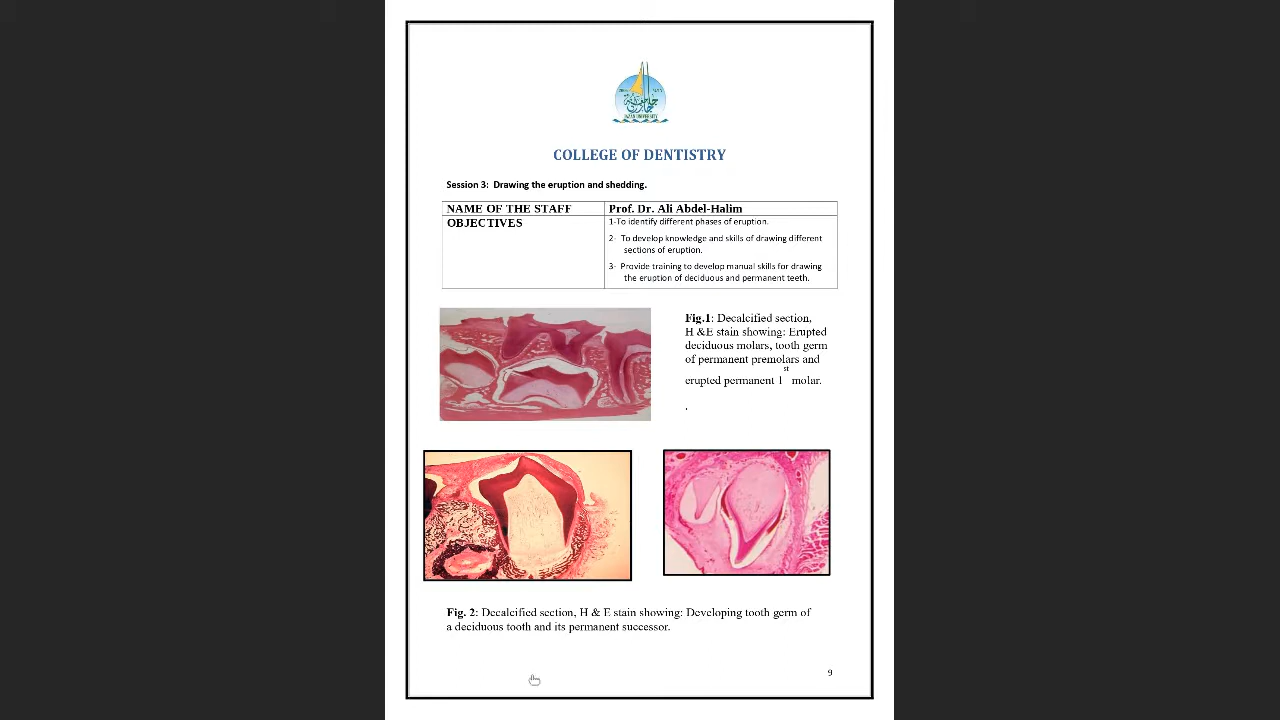 COLLEGE OF DENTISTRY
Session 3: Drawing the eruption and shedding.
NAME OF THE STAFF
Prof. Dr. Ali Abdel-Halim
OBJECTIVES
1-To identify different phases of eruption.
2- To develop knowledge and skills of drawing different
sections of eruption.
3- Provide training to develop manual skills for drawing
the eruption of deciduous and permanent teeth.
Fig.1: Decalcified section,
H &E stain showing: Erupted
deciduous molars, tooth germ
of permanent premolars and
erupted permanent 1st molar.
.
Fig. 2: Decalcified section, H & E stain showing: Developing tooth germ of
a deciduous tooth and its permanent successor.
9